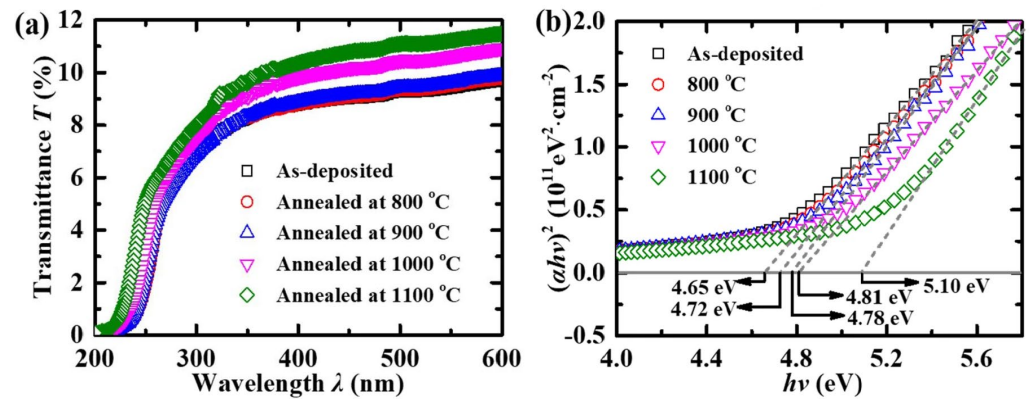 (a)
12
10
8
6
4
2
0
Transmittance T (%)
As-deposited
Annealed at 800 °C
Annealed at 900 °C
Annealed at 1000 °C
Annealed at 1100 °C
200 300 400 500 600
Wavelength λ (nm)
(b)
2.0
1.5
1.0
0.5
0.0
-0.5
(αhν)² (10¹¹eV²·cm⁻²)
As-deposited
800 °C
900 °C
1000 °C
1100 °C
4.65 eV
4.72 eV
4.81 eV
4.78 eV
5.10 eV
4.0 4.4 4.8 5.2 5.6
hν (eV)